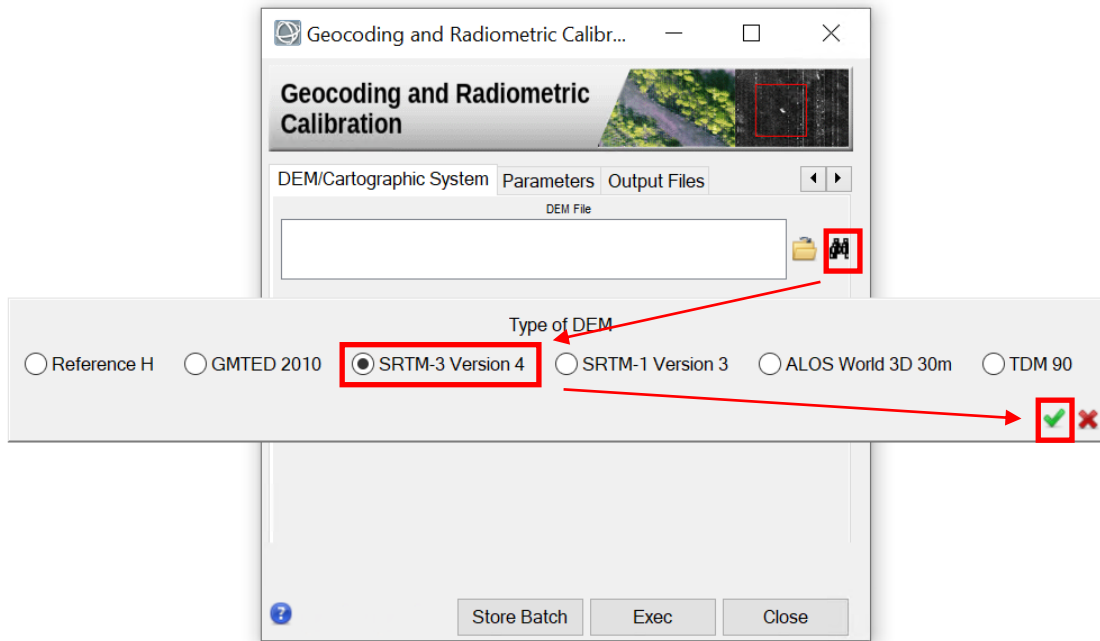 Geocoding and Radiometric Calibr...
Geocoding and Radiometric
Calibration
DEM/Cartographic System Parameters Output Files
DEM File
Type of DEM
Reference H GMTED 2010 SRTM-3 Version 4 SRTM-1 Version 3 ALOS World 3D 30m TDM 90
Store Batch Exec Close